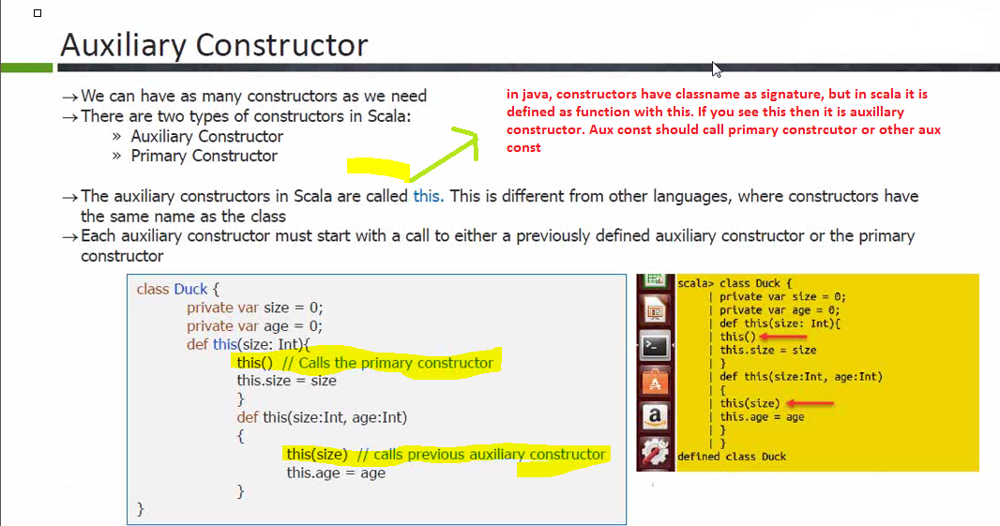 Auxiliary Constructor
→ We can have as many constructors as we need
→ There are two types of constructors in Scala:
» Auxiliary Constructor
» Primary Constructor
in java, constructors have classname as signature, but in scala it is
defined as function with this. If you see this then it is auxillary
constructor. Aux const should call primary constrcutor or other aux
const
→ The auxiliary constructors in Scala are called this. This is different from other languages, where constructors have
the same name as the class
→ Each auxiliary constructor must start with a call to either a previously defined auxiliary constructor or the primary
constructor
class Duck {
private var size = 0;
private var age = 0;
def this(size: Int){
this() // Calls the primary constructor
this.size = size
}
def this(size:Int, age:Int)
{
this(size) // calls previous auxiliary constructor
this.age = age
}
}
scala> class Duck {
| private var size = 0;
| private var age = 0;
| def this(size: Int){
| this()
| this.size = size
| }
| def this(size:Int, age:Int)
| {
| this(size)
| this.age = age
| }
| }
defined class Duck